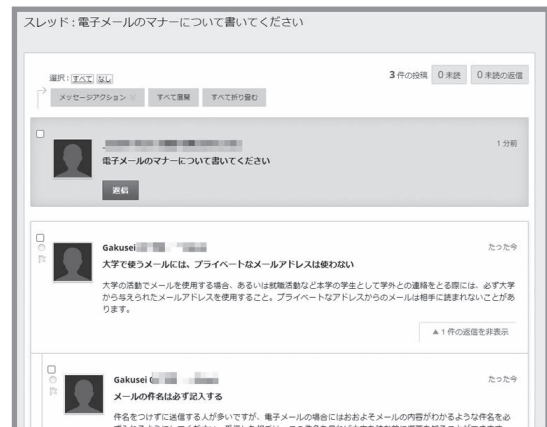 スレッド：電子メールのマナーについて書いてください
選択：すべて なし
3 件の投稿 0 未読 0 未読の返信
メッセージアクション すべて展開 すべて折り畳む
1 分前
電子メールのマナーについて書いてください
返信
Gakusei たった今
大学で使うメールには、プライベートなメールアドレスは使わない
大学の活動でメールを使用する場合、あるいは就職活動など本学の学生として学外との連絡をとる際には、必ず大学
から与えられたメールアドレスを使用すること。プライベートなアドレスからのメールは相手に読まれないことがあ
ります。
▲ 1 件の返信を非表示
Gakusei たった今
メールの件名は必ず記入する
件名をつけずに送信する人が多いですが、電子メールの場合にはおおよそメールの内容がわかるような件名を必